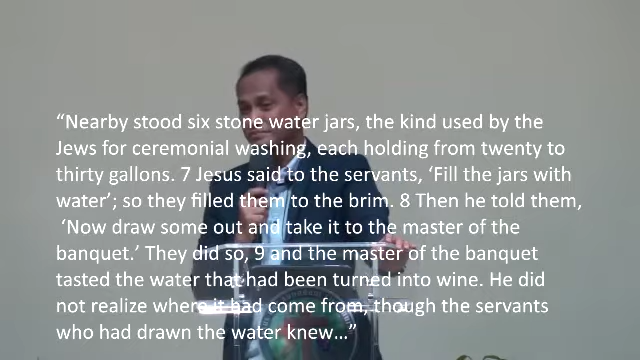 “Nearby stood six stone water jars, the kind used by the
Jews for ceremonial washing, each holding from twenty to
thirty gallons. 7 Jesus said to the servants, ‘Fill the jars with
water’; so they filled them to the brim. 8 Then he told them,
‘Now draw some out and take it to the master of the
banquet.’ They did so, 9 and the master of the banquet
tasted the water that had been turned into wine. He did
not realize where it had come from, though the servants
who had drawn the water knew…”